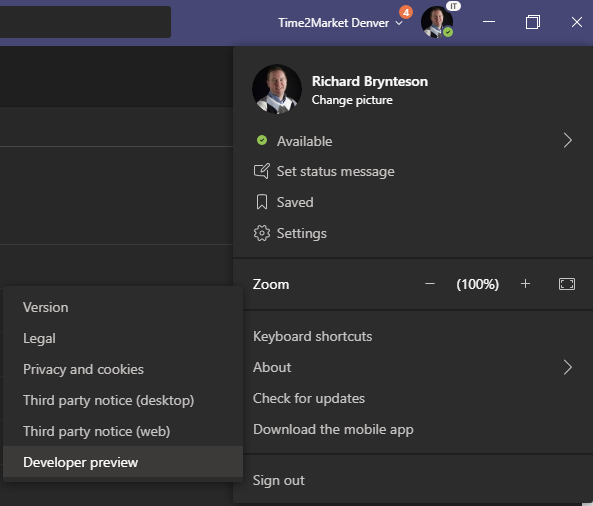 Time2Market Denver
4
IT
Richard Brynteson
Change picture
Available
Set status message
Saved
Settings
Zoom
(100%)
Keyboard shortcuts
About
Check for updates
Download the mobile app
Sign out
Version
Legal
Privacy and cookies
Third party notice (desktop)
Third party notice (web)
Developer preview